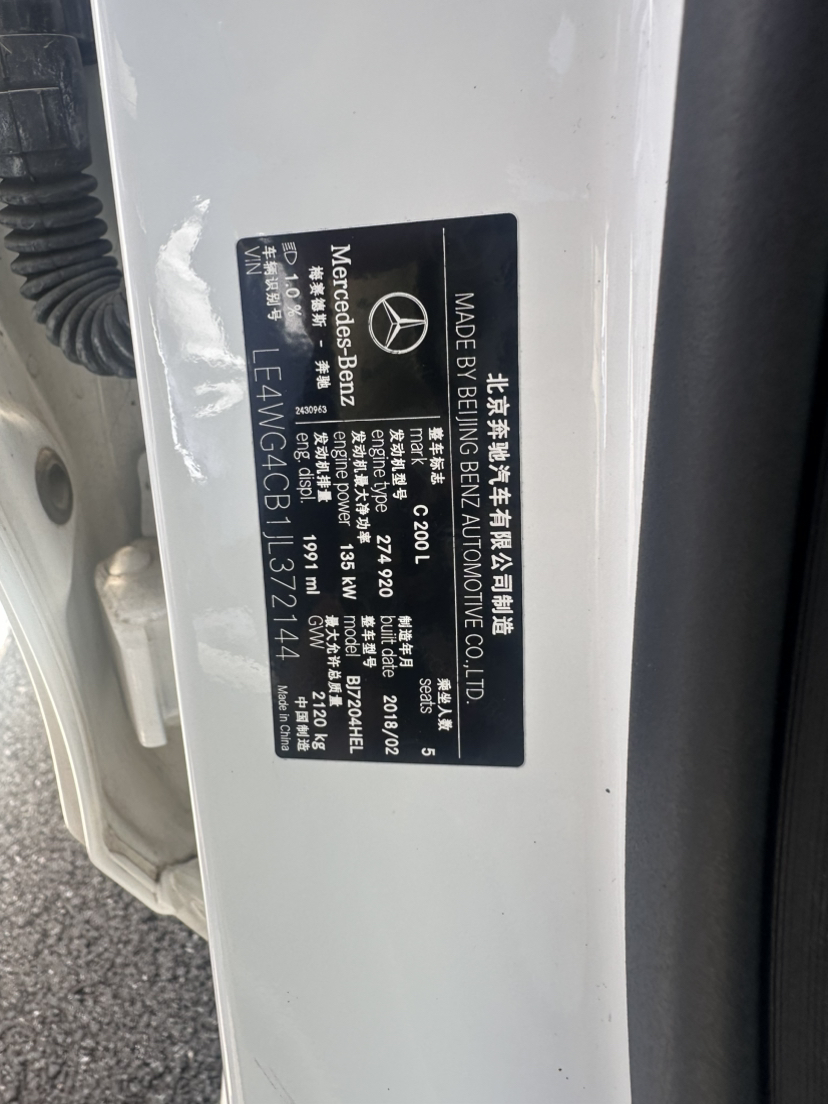 北京奔驰汽车有限公司制造
MADE BY BEIJING BENZ AUTOMOTIVE CO.,LTD.
Mercedes-Benz
梅赛德斯 - 奔驰
1.0 %
2430963
整车标志
mark C 200 L
乘坐人数
seats 5
发动机型号
engine type 274 920
制造年月
built date 2018/02
发动机最大净功率
engine power 135 kW
整车型号
model BJ7204HEL
发动机排量
eng. displ. 1991 ml
最大允许总质量
GVW 2120 kg
车辆识别号
VIN LE4WG4CB1JL372144
中国制造
Made in China